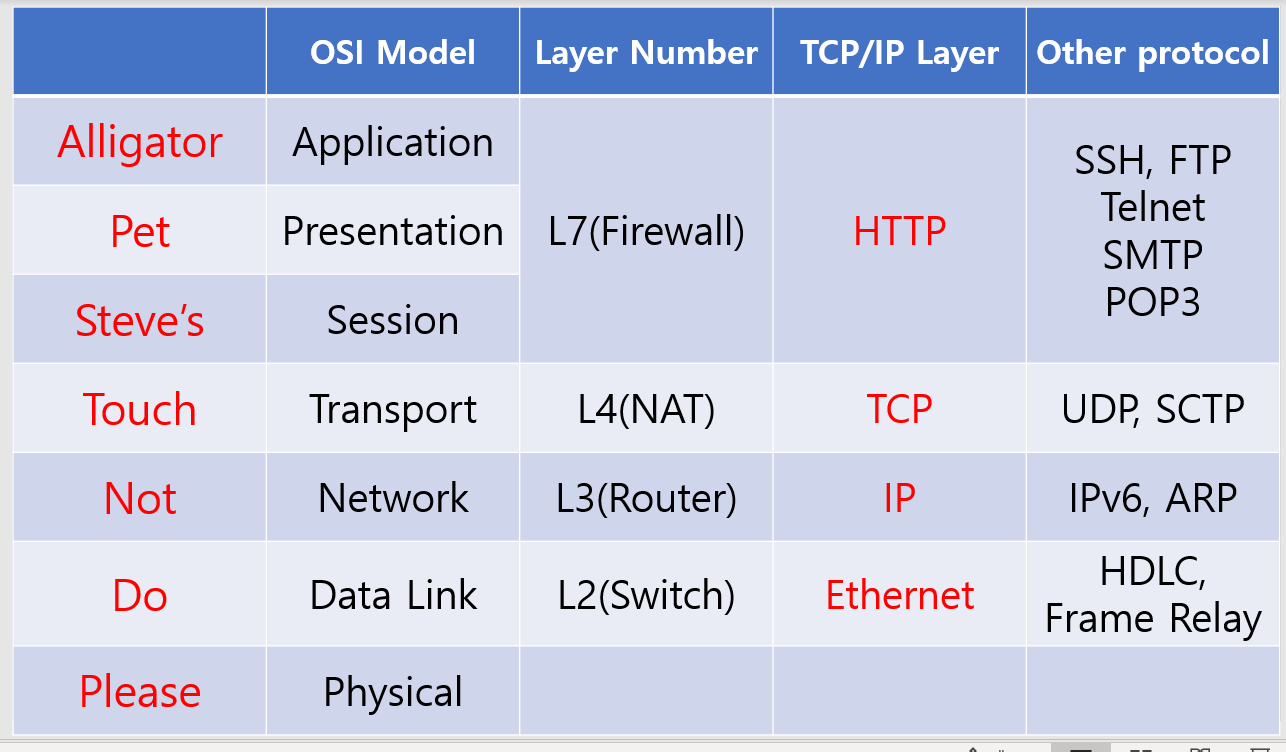 OSI Model Layer Number TCP/IP Layer Other protocol
Alligator Application
Pet Presentation L7(Firewall) HTTP
SSH, FTP
Telnet
SMTP
POP3
Steve's Session
Touch Transport L4(NAT) TCP UDP, SCTP
Not Network L3(Router) IP IPv6, ARP
Do Data Link L2(Switch) Ethernet HDLC,
Frame Relay
Please Physical